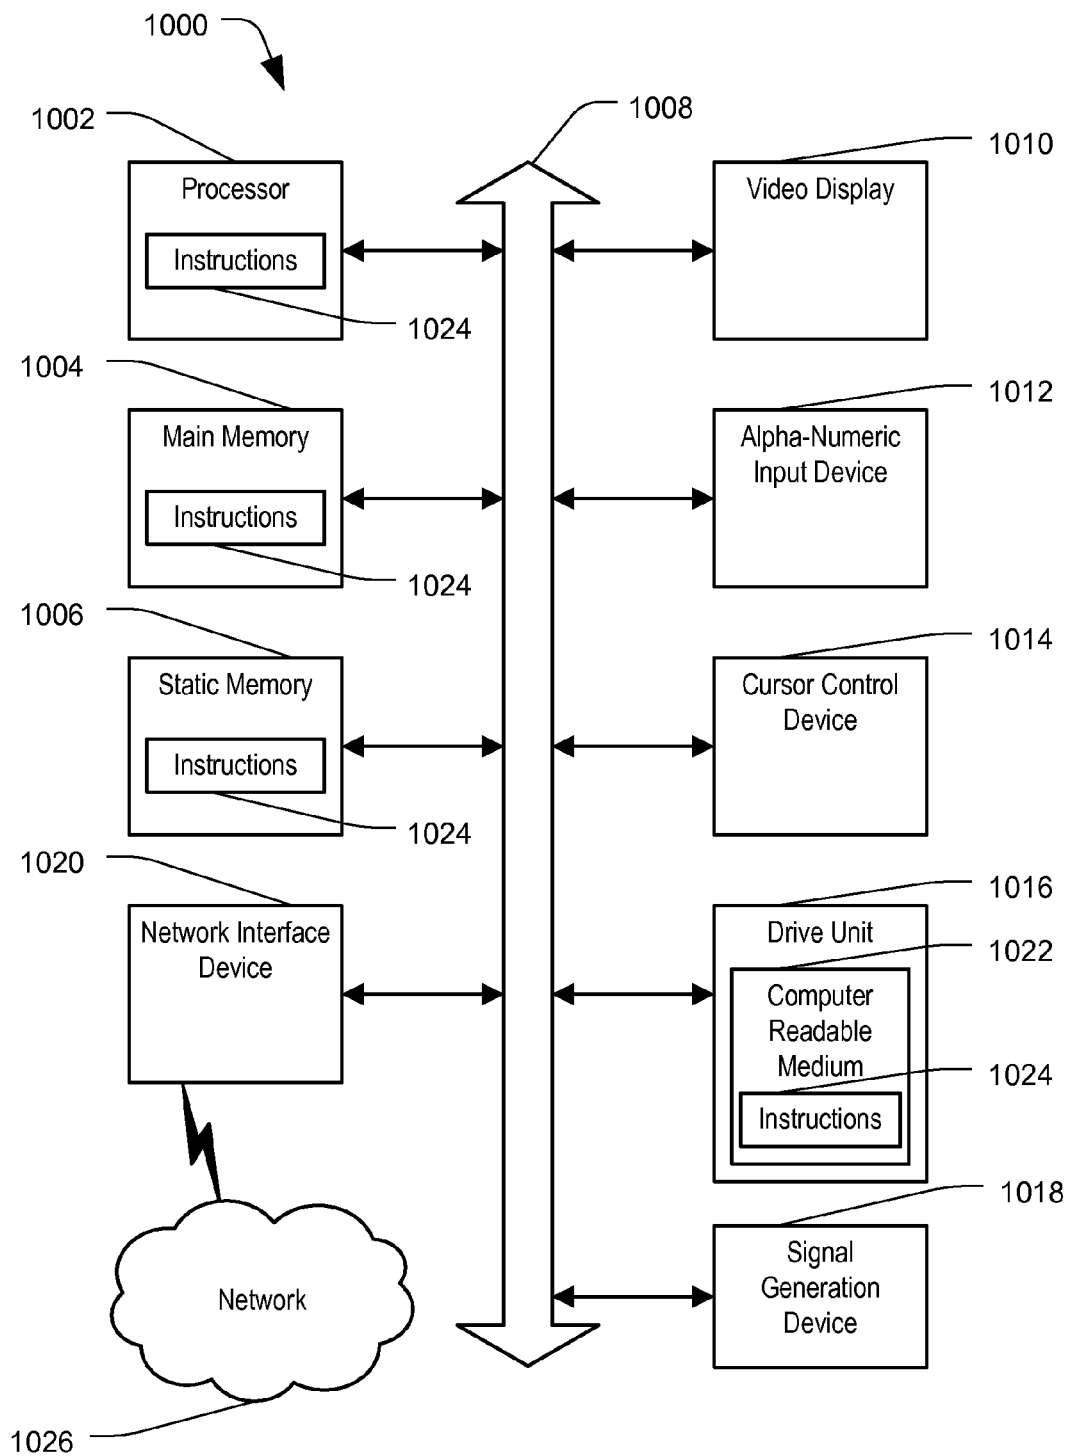 1000
1002
1008
1010
Processor
Instructions
1024
Video Display
1004
1012
Main Memory
Instructions
1024
Alpha-Numeric
Input Device
1006
1014
Static Memory
Instructions
1024
Cursor Control
Device
1020
1016
Network Interface
Device
Drive Unit
1022
Computer
Readable
Medium
1024
Instructions
1018
Signal
Generation
Device
Network
1026